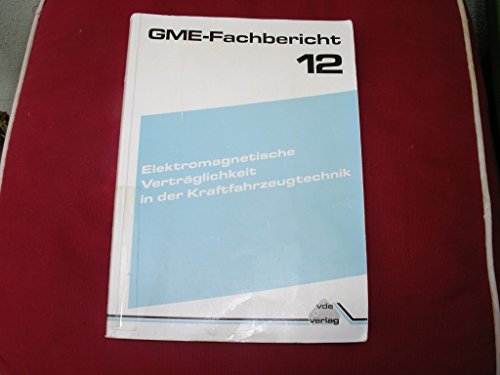 GME-Fachbericht
12
Elektromagnetische
Verträglichkeit
in der Kraftfahrzeugtechnik
vde
verlag